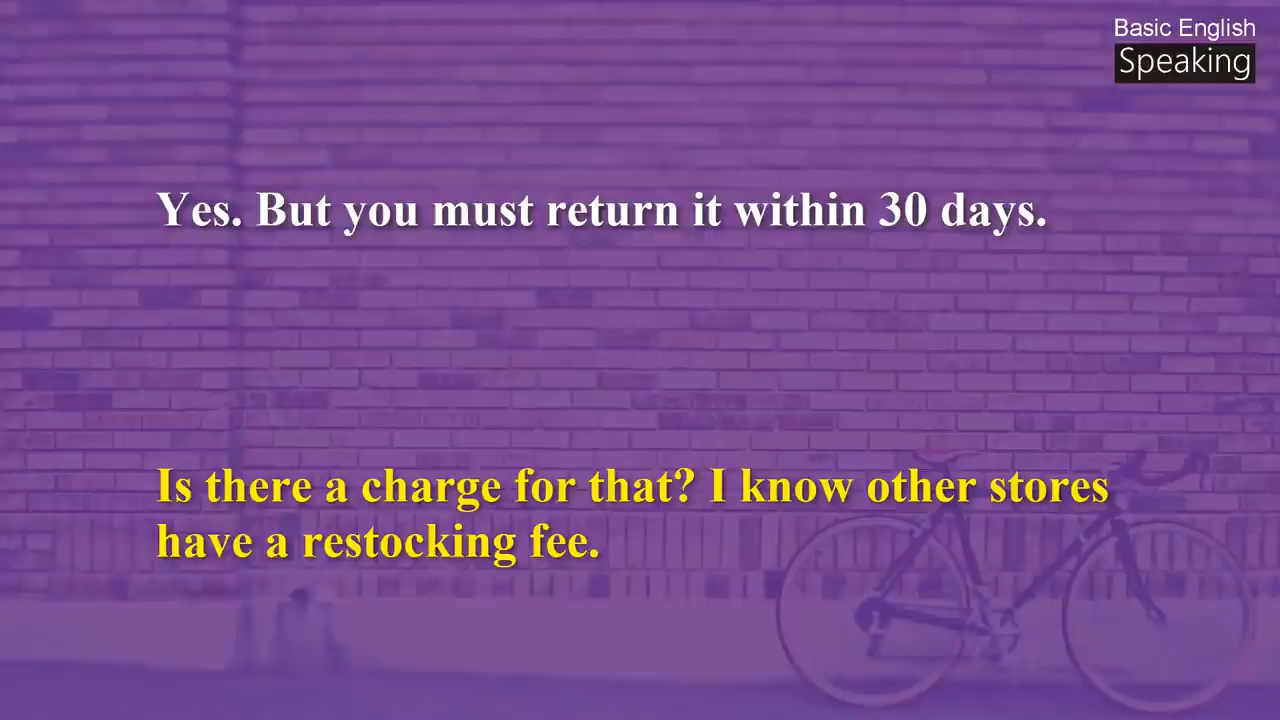 Basic English
Speaking
Yes. But you must return it within 30 days.
Is there a charge for that? I know other stores
have a restocking fee.